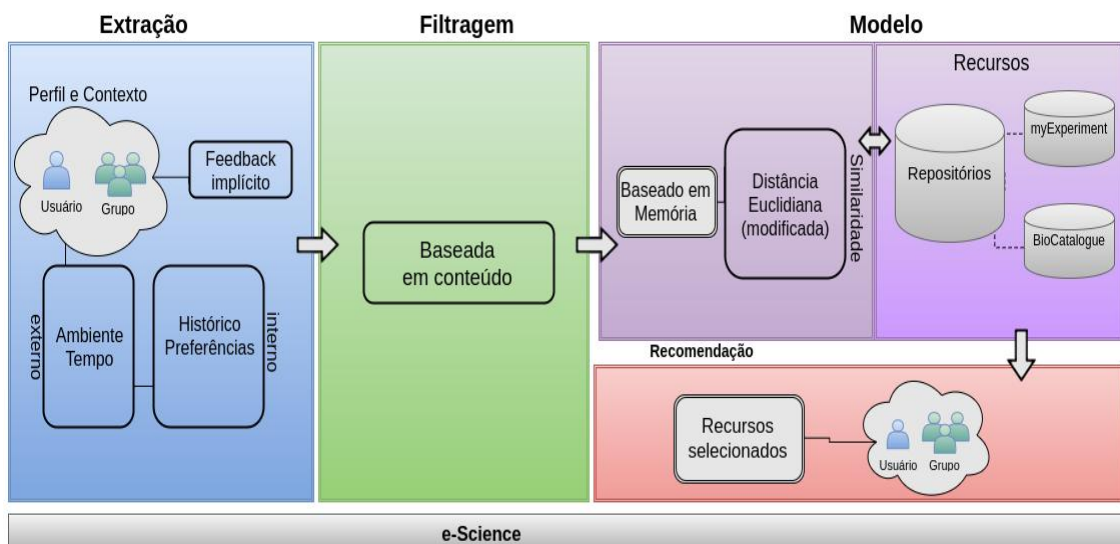 Extração
Filtragem
Modelo
Perfil e Contexto
Usuário
Grupo
Feedback
implícito
externo
Ambiente
Tempo
Histórico
Preferências
interno
Baseada
em conteúdo
Baseado em
Memória
Distância
Euclidiana
(modificada)
Similaridade
Recursos
Repositórios
myExperiment
BioCatalogue
Recomendação
Recursos
selecionados
Usuário
Grupo
e-Science